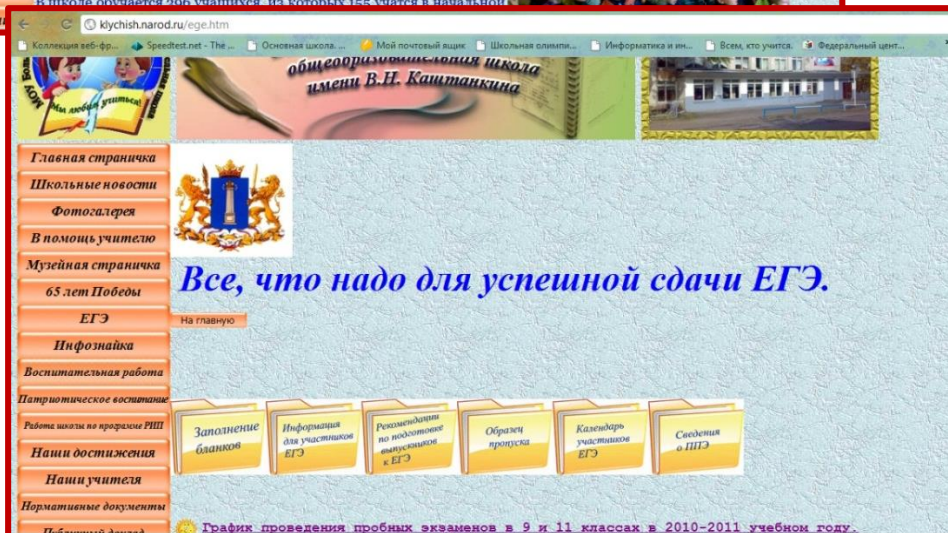 В школе обучается 296 учащихся, из которых 155 учатся в начальной
klychish.narod.ru/ege.htm
Коллекция веб-фр... Speedtest.net - The ... Основная школа. ... Мой почтовый ящик Школьная олимпи... Информатика и ин... Всем, кто учится. Федеральный цент...
общеобразовательная школа
имени В.Н. Каштанкина
МОУ
Мы любим учиться!
Главная страничка
Школьные новости
Фотогалерея
В помощь учителю
Музейная страничка
65 лет Победы
ЕГЭ
Инфознайка
Воспитательная работа
Патриотическое воспитание
Работа школы по программе РИП
Наши достижения
Наши учителя
Нормативные документы
Публичный доклад
Все, что надо для успешной сдачи ЕГЭ.
На главную
Заполнение
бланков
Информация
для участников
ЕГЭ
Рекомендации
по подготовке
выпускников
к ЕГЭ
Образец
пропуска
Календарь
участников
ЕГЭ
Сведения
о ППЭ
График проведения пробных экзаменов в 9 и 11 классах в 2010-2011 учебном году.